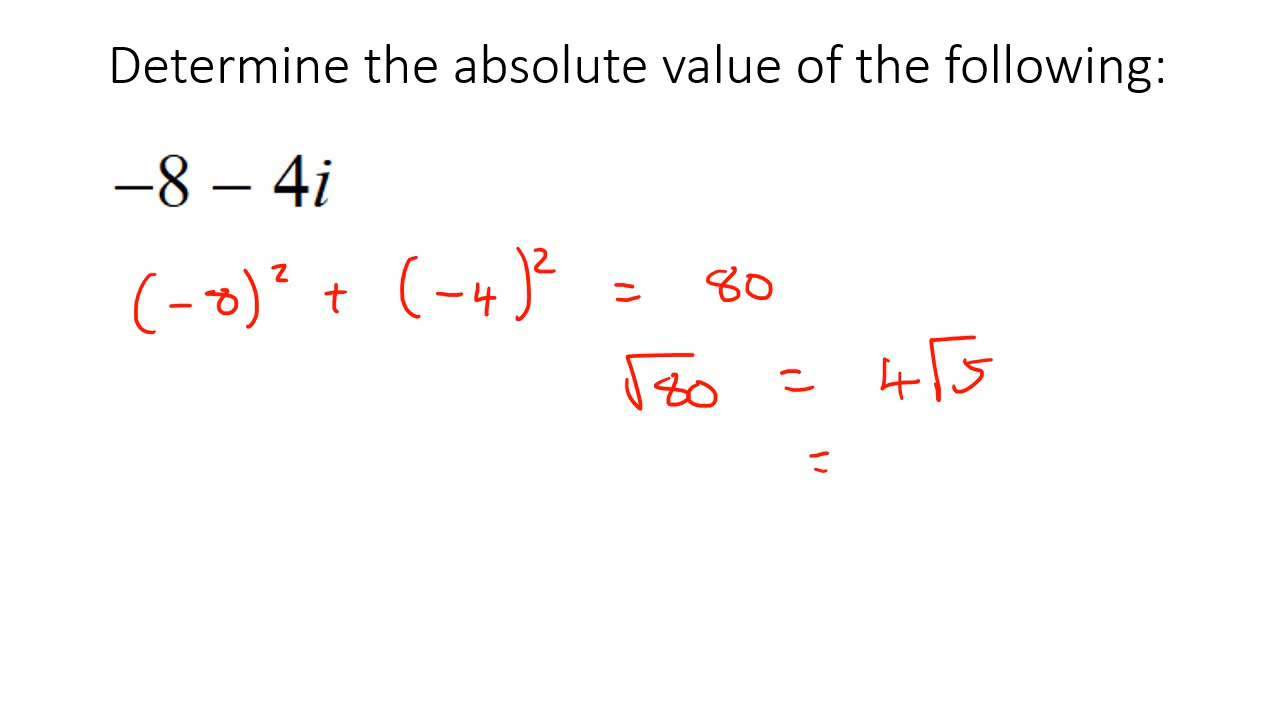 Determine the absolute value of the following:
−8 − 4i
(-8)² + (-4)² = 80
√80 = 4√5
=